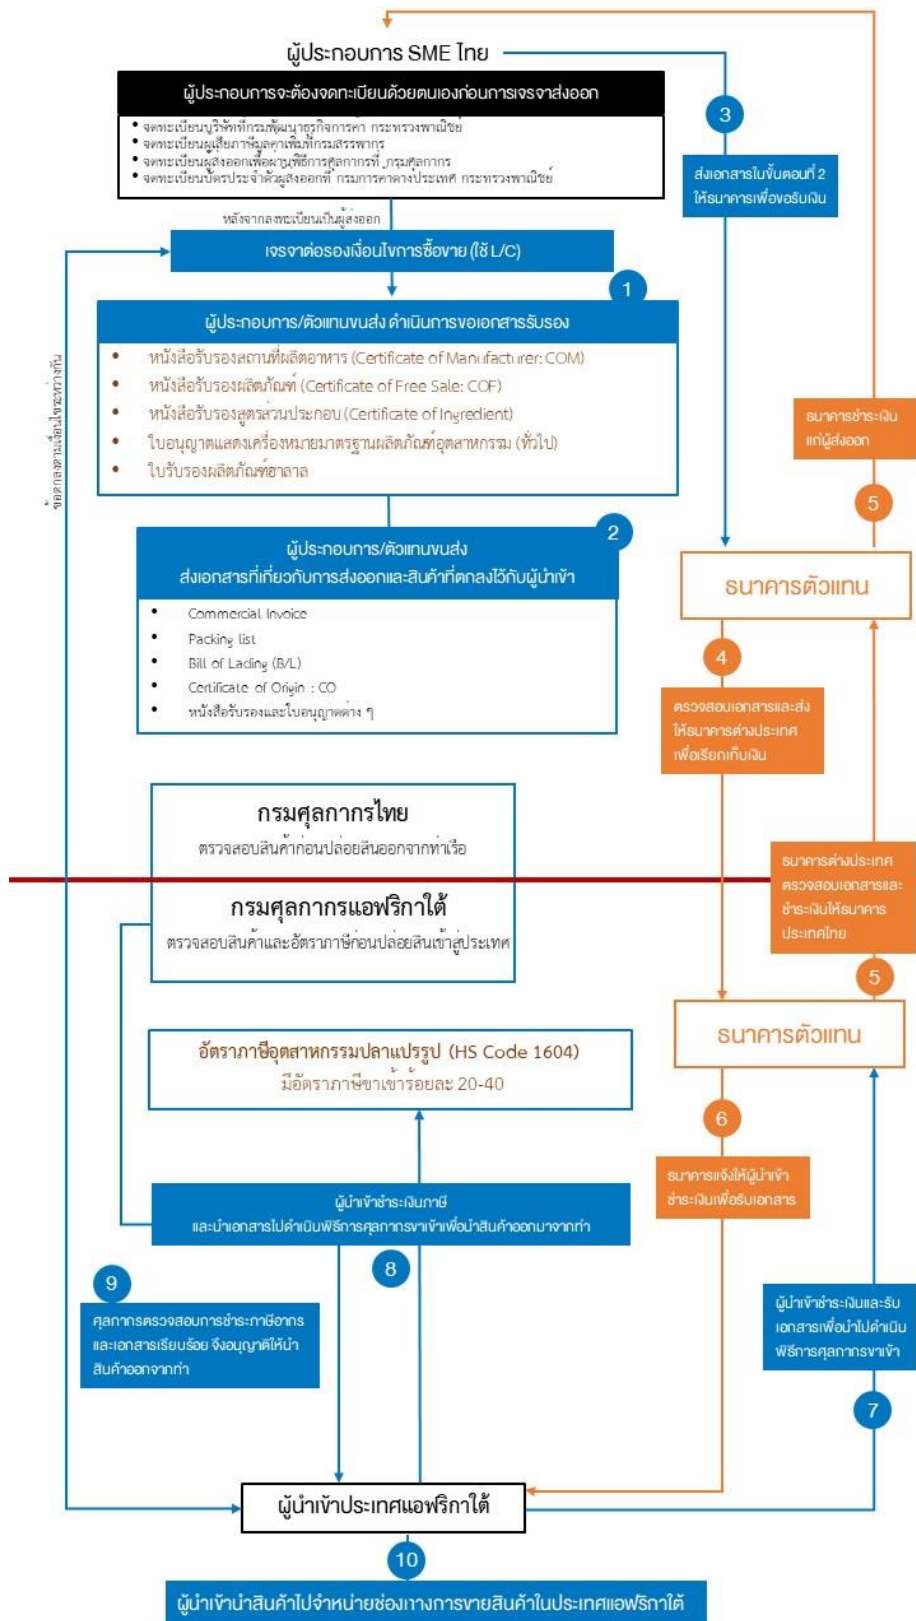 ผู้ประกอบการ SME ไทย
ผู้ประกอบการจะต้องจดทะเบียนด้วยตนเองก่อนการเจรจาส่งออก
• จดทะเบียนบริษัทที่กรมพัฒนาธุรกิจการค้า กระทรวงพาณิชย์
• จดทะเบียนผู้เสียภาษีมูลค่าเพิ่มที่กรมสรรพากร
• จดทะเบียนผู้ส่งออกเพื่อผ่านพิธีการศุลกากรที่ กรมศุลกากร
• จดทะเบียนบัตรประจำตัวผู้ส่งออกที่ กรมการค้าต่างประเทศ กระทรวงพาณิชย์
3
ส่งเอกสารในขั้นตอนที่ 2
ให้ธนาคารเพื่อขอรับเงิน
หลังจากลงทะเบียนเป็นผู้ส่งออก
เจรจาต่อรองเงื่อนไขการซื้อขาย (ใช้ L/C)
1
ผู้ประกอบการ/ตัวแทนขนส่ง ดำเนินการขอเอกสารรับรอง
• หนังสือรับรองสถานที่ผลิตอาหาร (Certificate of Manufacturer: COM)
• หนังสือรับรองผลิตภัณฑ์ (Certificate of Free Sale: COF)
• หนังสือรับรองสูตรส่วนประกอบ (Certificate of Ingredient)
• ใบอนุญาตแสดงเครื่องหมายมาตรฐานผลิตภัณฑ์อุตสาหกรรม (ทั่วไป)
• ใบรับรองผลิตภัณฑ์ฮาลาล
ข้อตกลงตามเงื่อนไขระหว่างกัน
ธนาคารชำระเงิน
แก่ผู้ส่งออก
5
2
ผู้ประกอบการ/ตัวแทนขนส่ง
ส่งเอกสารที่เกี่ยวกับการส่งออกและสินค้าที่ตกลงไว้กับผู้นำเข้า
• Commercial Invoice
• Packing list
• Bill of Lading (B/L)
• Certificate of Origin : CO
• หนังสือรับรองและใบอนุญาตต่าง ๆ
ธนาคารตัวแทน
4
ตรวจสอบเอกสารและส่ง
ให้ธนาคารต่างประเทศ
เพื่อเรียกเก็บเงิน
กรมศุลกากรไทย
ตรวจสอบสินค้าก่อนปล่อยสินออกจากท่าเรือ
กรมศุลกากรแอฟริกาใต้
ตรวจสอบสินค้าและอัตราภาษีก่อนปล่อยสินเข้าสู่ประเทศ
ธนาคารต่างประเทศ
ตรวจสอบเอกสารและ
ชำระเงินให้ธนาคาร
ประเทศไทย
5
ธนาคารตัวแทน
อัตราภาษีอุตสาหกรรมปลาแปรรูป (HS Code 1604)
มีอัตราภาษีขาเข้าร้อยละ 20-40
6
ธนาคารแจ้งให้ผู้นำเข้า
ชำระเงินเพื่อรับเอกสาร
ผู้นำเข้าชำระเงินภาษี
และนำเอกสารไปดำเนินพิธีการศุลกากรขาเข้าเพื่อนำสินค้าออกมาจากท่า
8
9
ศุลกากรตรวจสอบการชำระภาษีอากร
และเอกสารเรียบร้อย จึงอนุญาติให้นำ
สินค้าออกจากท่า
ผู้นำเข้าชำระเงินและรับ
เอกสารเพื่อนำไปดำเนิน
พิธีการศุลกากรขาเข้า
7
ผู้นำเข้าประเทศแอฟริกาใต้
10
ผู้นำเข้านำสินค้าไปจำหน่ายช่องทางการขายสินค้าในประเทศแอฟริกาใต้